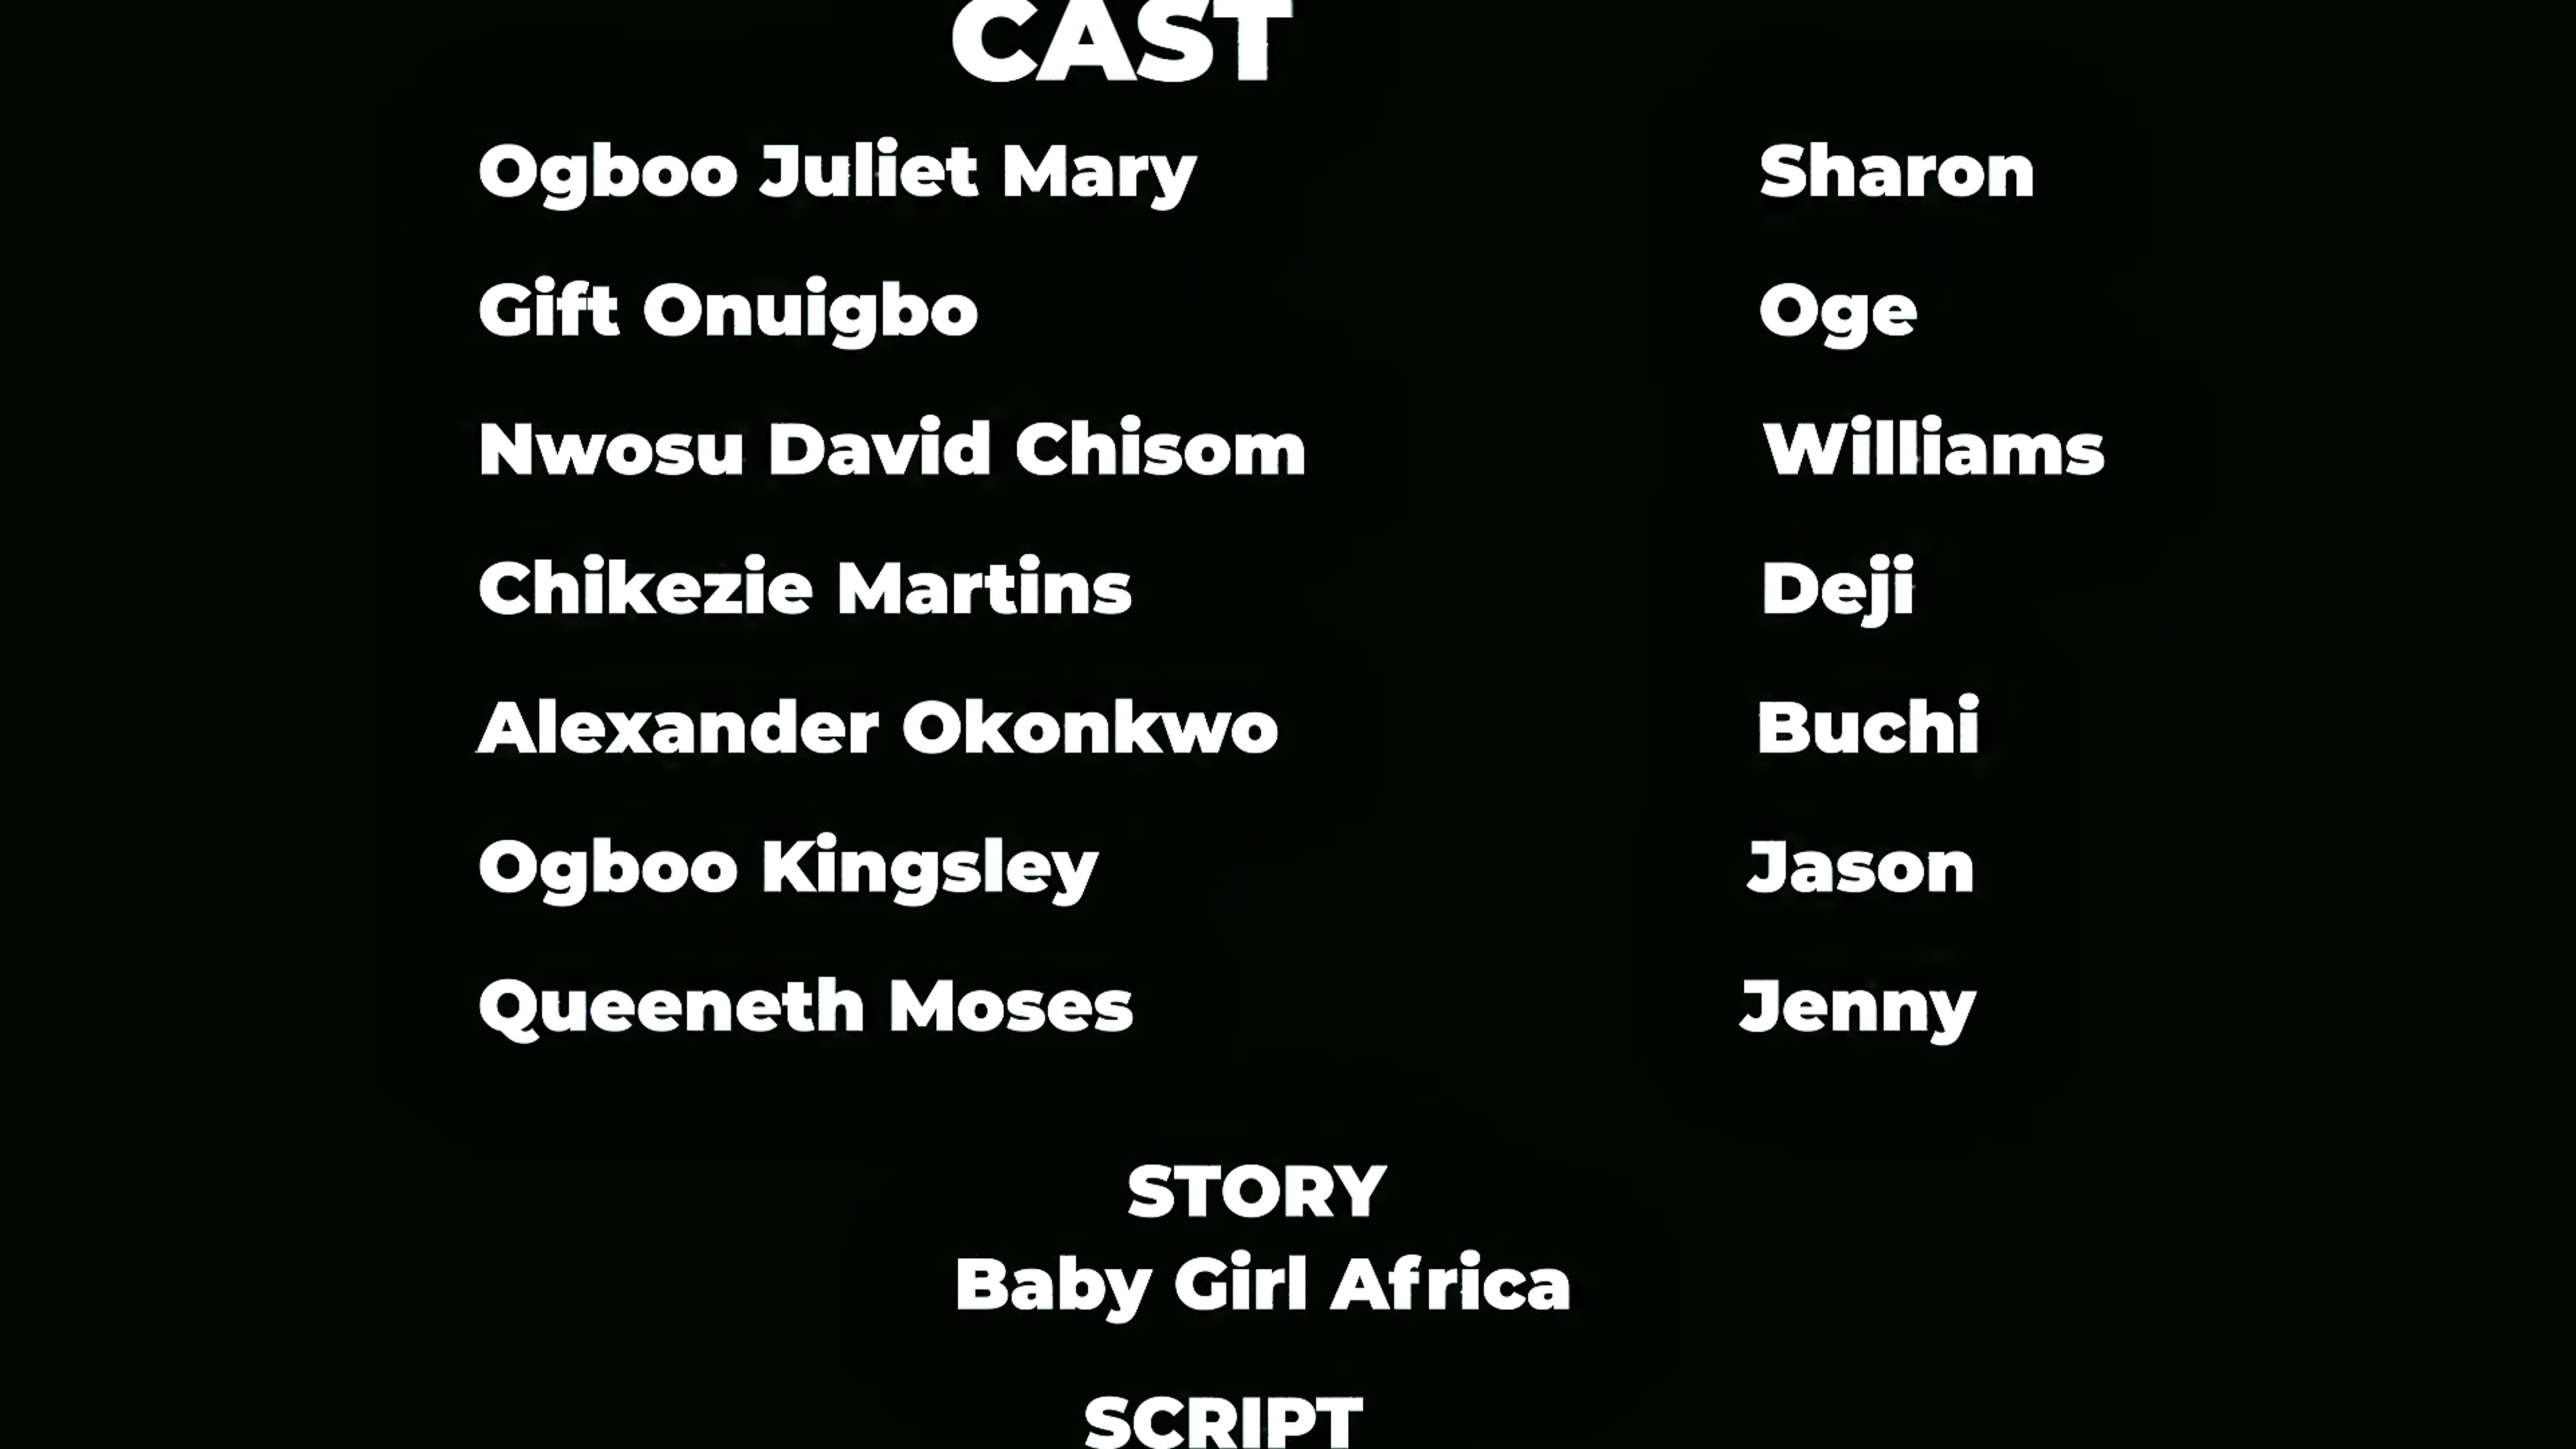 CAST
Ogboo Juliet Mary Sharon
Gift Onuigbo Oge
Nwosu David Chisom Williams
Chikezie Martins Deji
Alexander Okonkwo Buchi
Ogboo Kingsley Jason
Queeneth Moses Jenny
STORY
Baby Girl Africa
SCRIPT